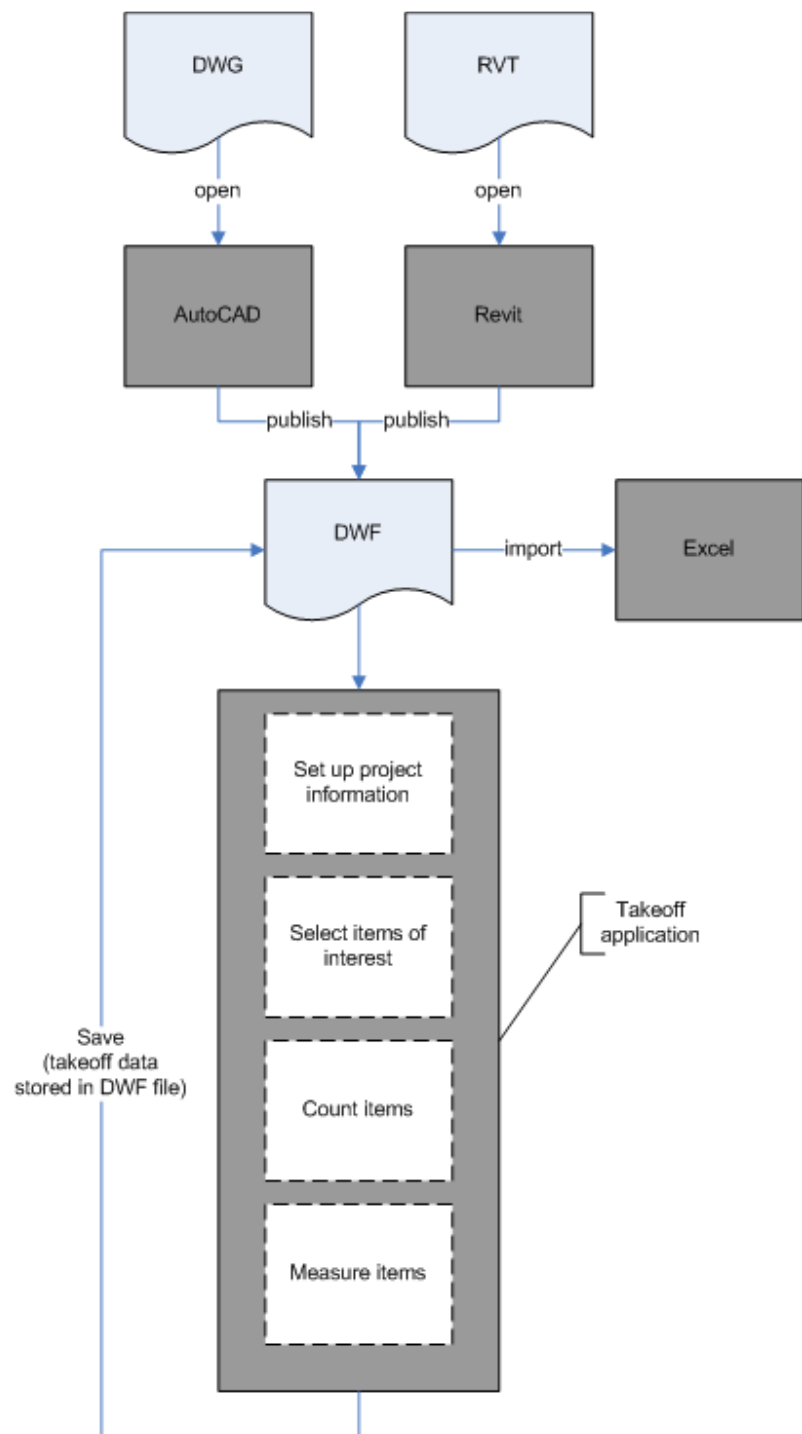 DWG
RVT
open
open
AutoCAD
Revit
publish
publish
DWF
import
Excel
Set up project
information
Select items of
interest
Takeoff
application
Save
(takeoff data
stored in DWF file)
Count items
Measure items